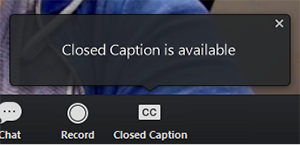 Closed Caption is available
CC
Chat Record Closed Caption